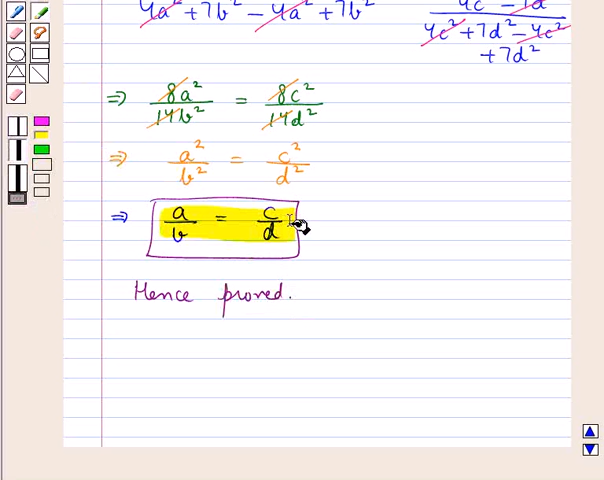 4a² + 7b² − 4a² + 7b²    4c² + 7d² − 4c² + 7d²
⇒ 8a²/14b² = 8c²/14d²
⇒ a²/b² = c²/d²
⇒ a/b = c/d
Hence proved.